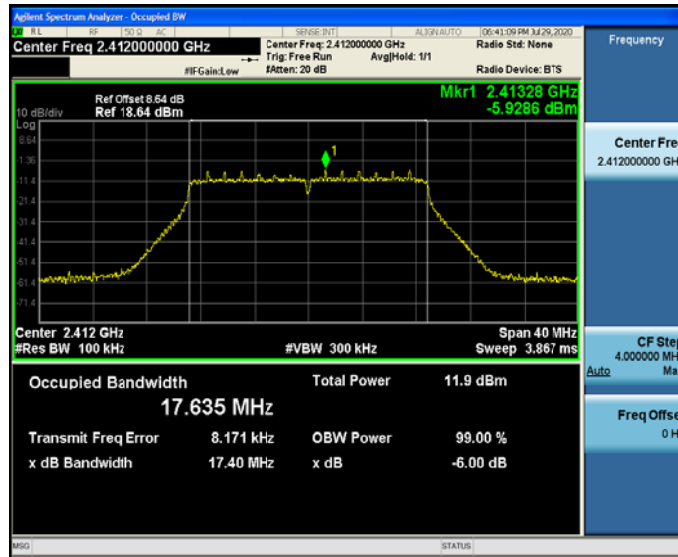 Agilent Spectrum Analyzer - Occupied BW
RL RF 50 Ω AC SENSE:INT ALIGN AUTO 06:41:09 PM Jul 29, 2020
Center Freq 2.412000000 GHz
Center Freq: 2.412000000 GHz
Radio Std: None
Trig: Free Run Avg|Hold: 1/1
#IFGain:Low
#Atten: 20 dB
Radio Device: BTS
Ref Offset 8.64 dB
Ref 18.64 dBm
10 dB/div
Log
Mkr1 2.41328 GHz
-5.9286 dBm
8.64
-1.36
-11.4
-21.4
-31.4
-41.4
-51.4
-61.4
-71.4
1
Center 2.412 GHz
Span 40 MHz
#Res BW 100 kHz
#VBW 300 kHz
Sweep 3.867 ms
Occupied Bandwidth
17.635 MHz
Total Power 11.9 dBm
Transmit Freq Error 8.171 kHz
OBW Power 99.00 %
x dB Bandwidth 17.40 MHz
x dB -6.00 dB
MSG
STATUS
Frequency
Center Fre
2.412000000 GH
CF Step
4.000000 MH
Auto Ma
Freq Offse
0 H